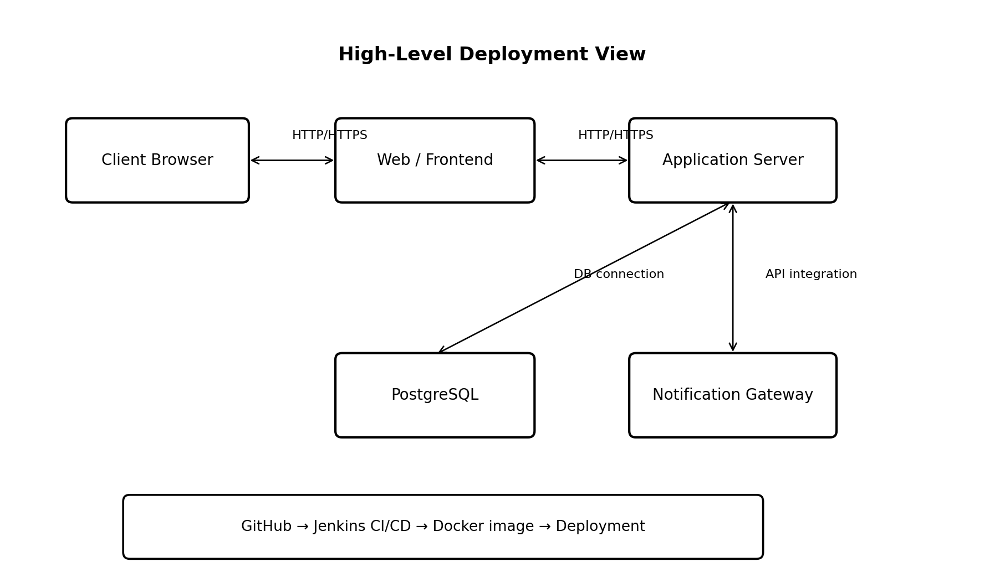 High-Level Deployment View
HTTP/HTTPS
HTTP/HTTPS
Client Browser
Web / Frontend
Application Server
DB connection
API integration
PostgreSQL
Notification Gateway
GitHub → Jenkins CI/CD → Docker image → Deployment